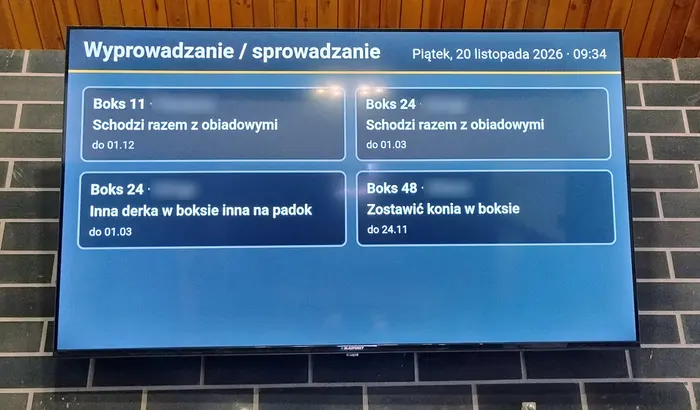 Wyprowadzanie / sprowadzanie
Piątek, 20 listopada 2026 · 09:34
Boks 11 ·
Schodzi razem z obiadowymi
do 01.12
Boks 24 ·
Schodzi razem z obiadowymi
do 01.03
Boks 24 ·
Inna derka w boksie inna na padok
do 01.03
Boks 48 ·
Zostawić konia w boksie
do 24.11
BLAUPUNKT